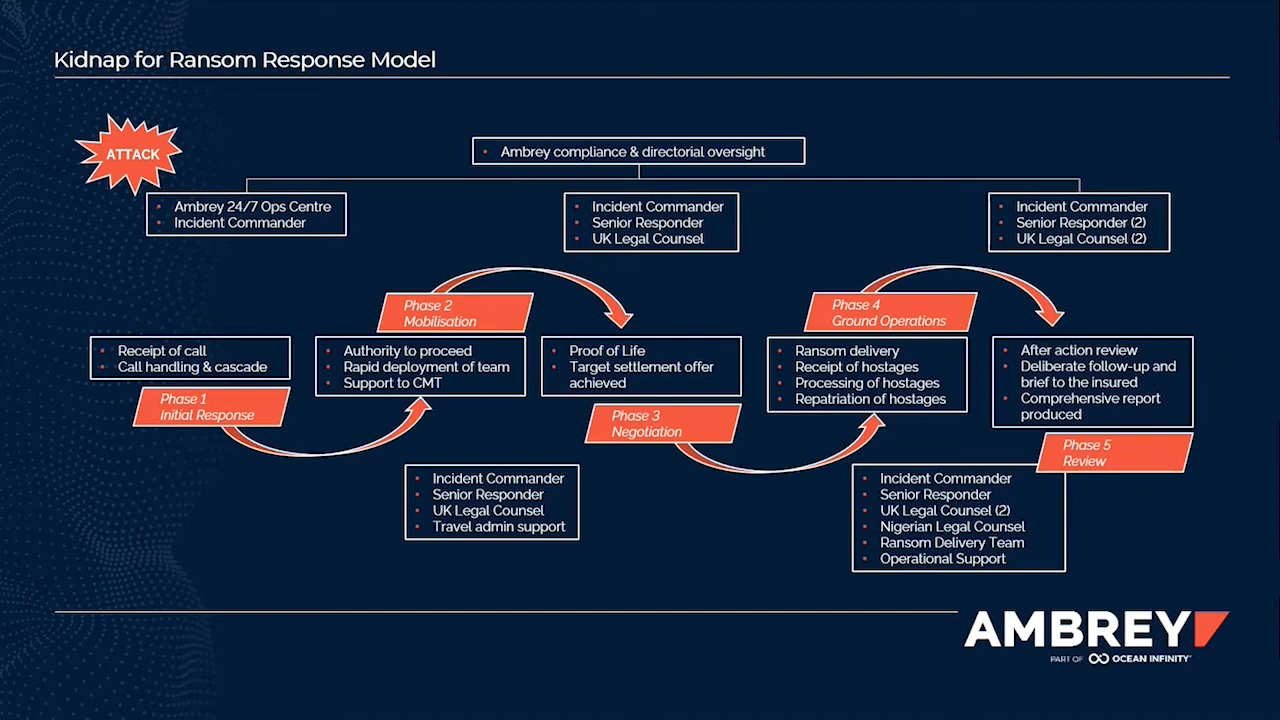 Kidnap for Ransom Response Model
ATTACK
• Ambrey compliance & directorial oversight
• Ambrey 24/7 Ops Centre
• Incident Commander
• Incident Commander
• Senior Responder
• UK Legal Counsel
• Incident Commander
• Senior Responder (2)
• UK Legal Counsel (2)
• Receipt of call
• Call handling & cascade
Phase 1
Initial Response
Phase 2
Mobilisation
• Authority to proceed
• Rapid deployment of team
• Support to CMT
• Incident Commander
• Senior Responder
• UK Legal Counsel
• Travel admin support
• Proof of Life
• Target settlement offer
achieved
Phase 3
Negotiation
Phase 4
Ground Operations
• Ransom delivery
• Receipt of hostages
• Processing of hostages
• Repatriation of hostages
• Incident Commander
• Senior Responder
• UK Legal Counsel (2)
• Nigerian Legal Counsel
• Ransom Delivery Team
• Operational Support
• After action review
• Deliberate follow-up and
brief to the insured
• Comprehensive report
produced
Phase 5
Review
AMBREY
PART OF OCEAN INFINITY